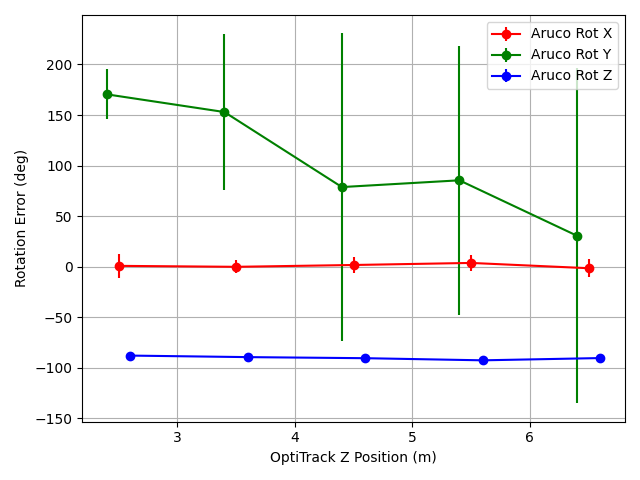 Aruco Rot X
Aruco Rot Y
Aruco Rot Z
200
150
100
50
0
−50
−100
−150
Rotation Error (deg)
3 4 5 6
OptiTrack Z Position (m)